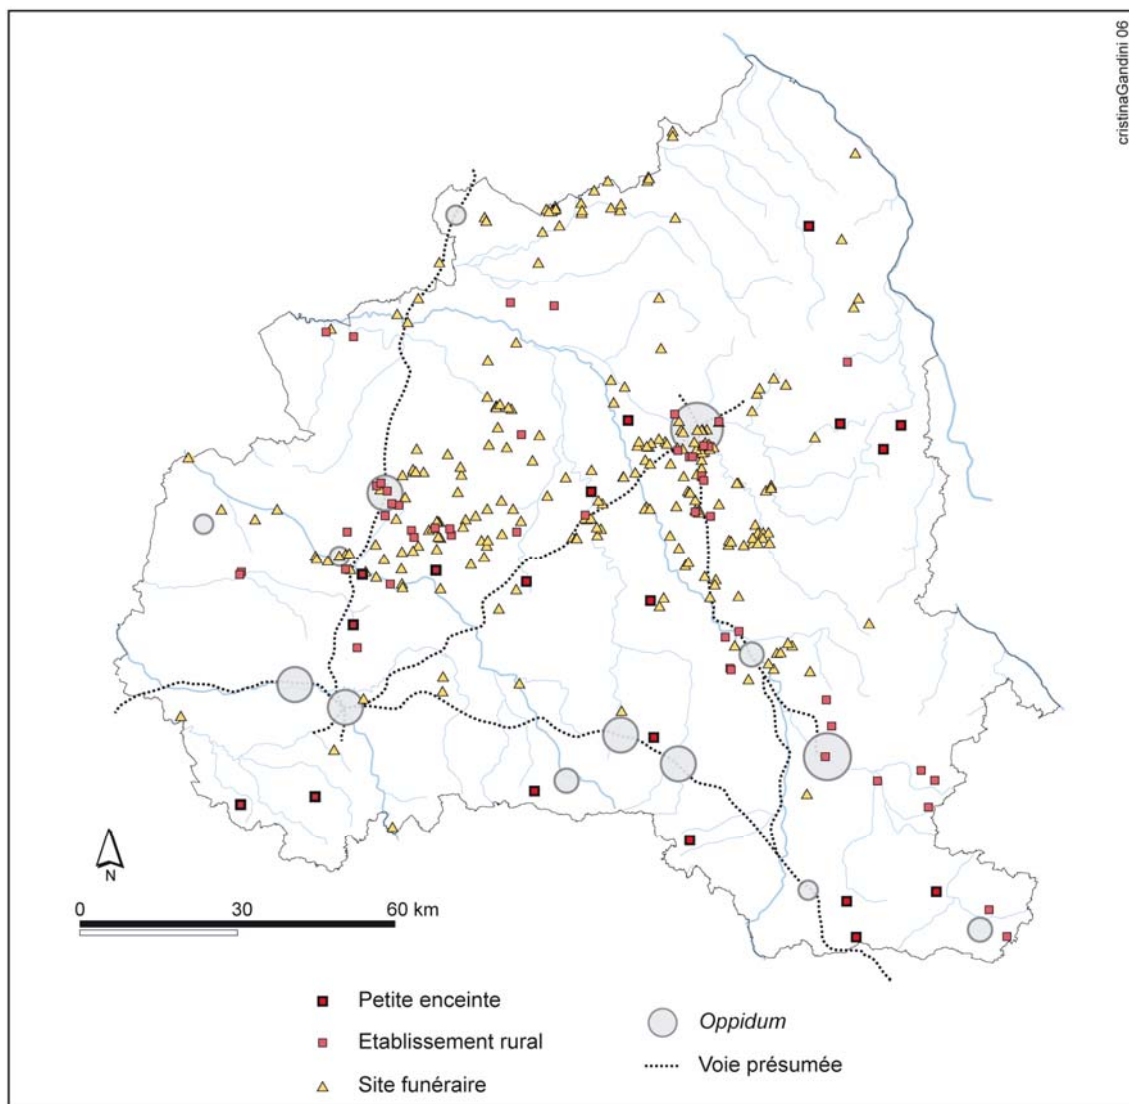 cristinaGandini 06
N
0 30 60 km
Petite enceinte
Etablissement rural
Site funéraire
Oppidum
Voie présumée